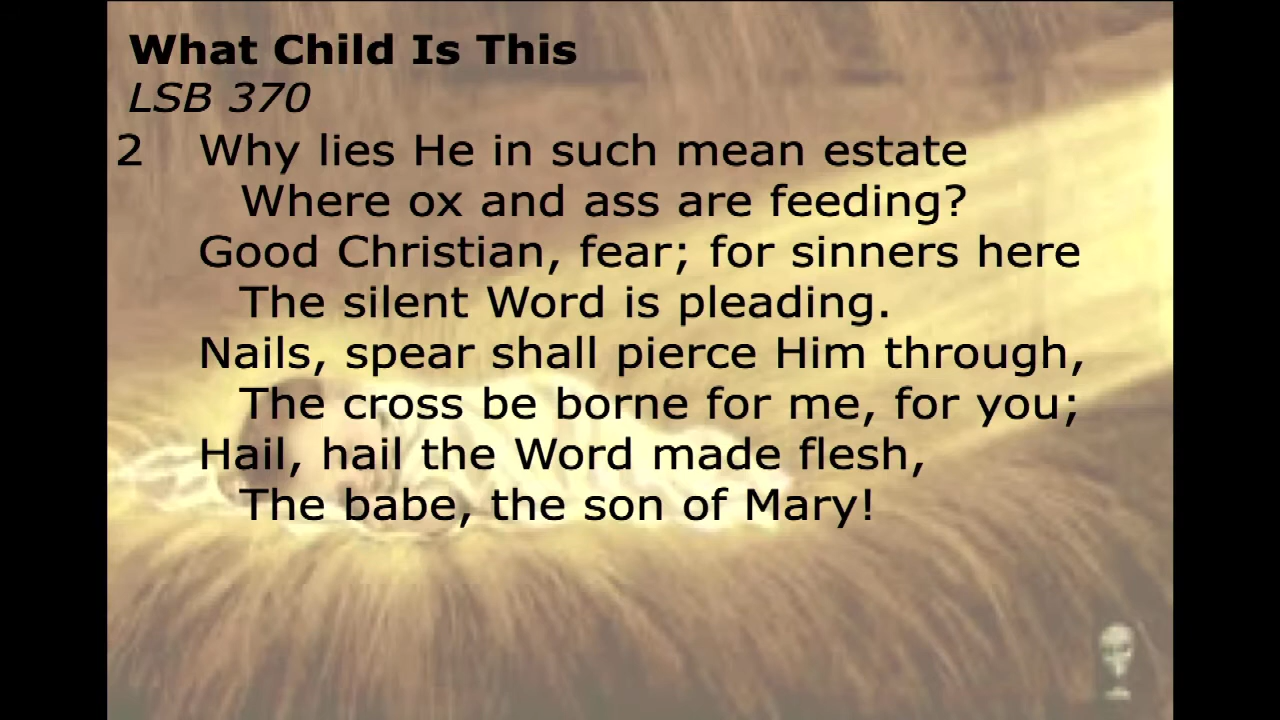 What Child Is This
LSB 370
2 Why lies He in such mean estate
Where ox and ass are feeding?
Good Christian, fear; for sinners here
The silent Word is pleading.
Nails, spear shall pierce Him through,
The cross be borne for me, for you;
Hail, hail the Word made flesh,
The babe, the son of Mary!